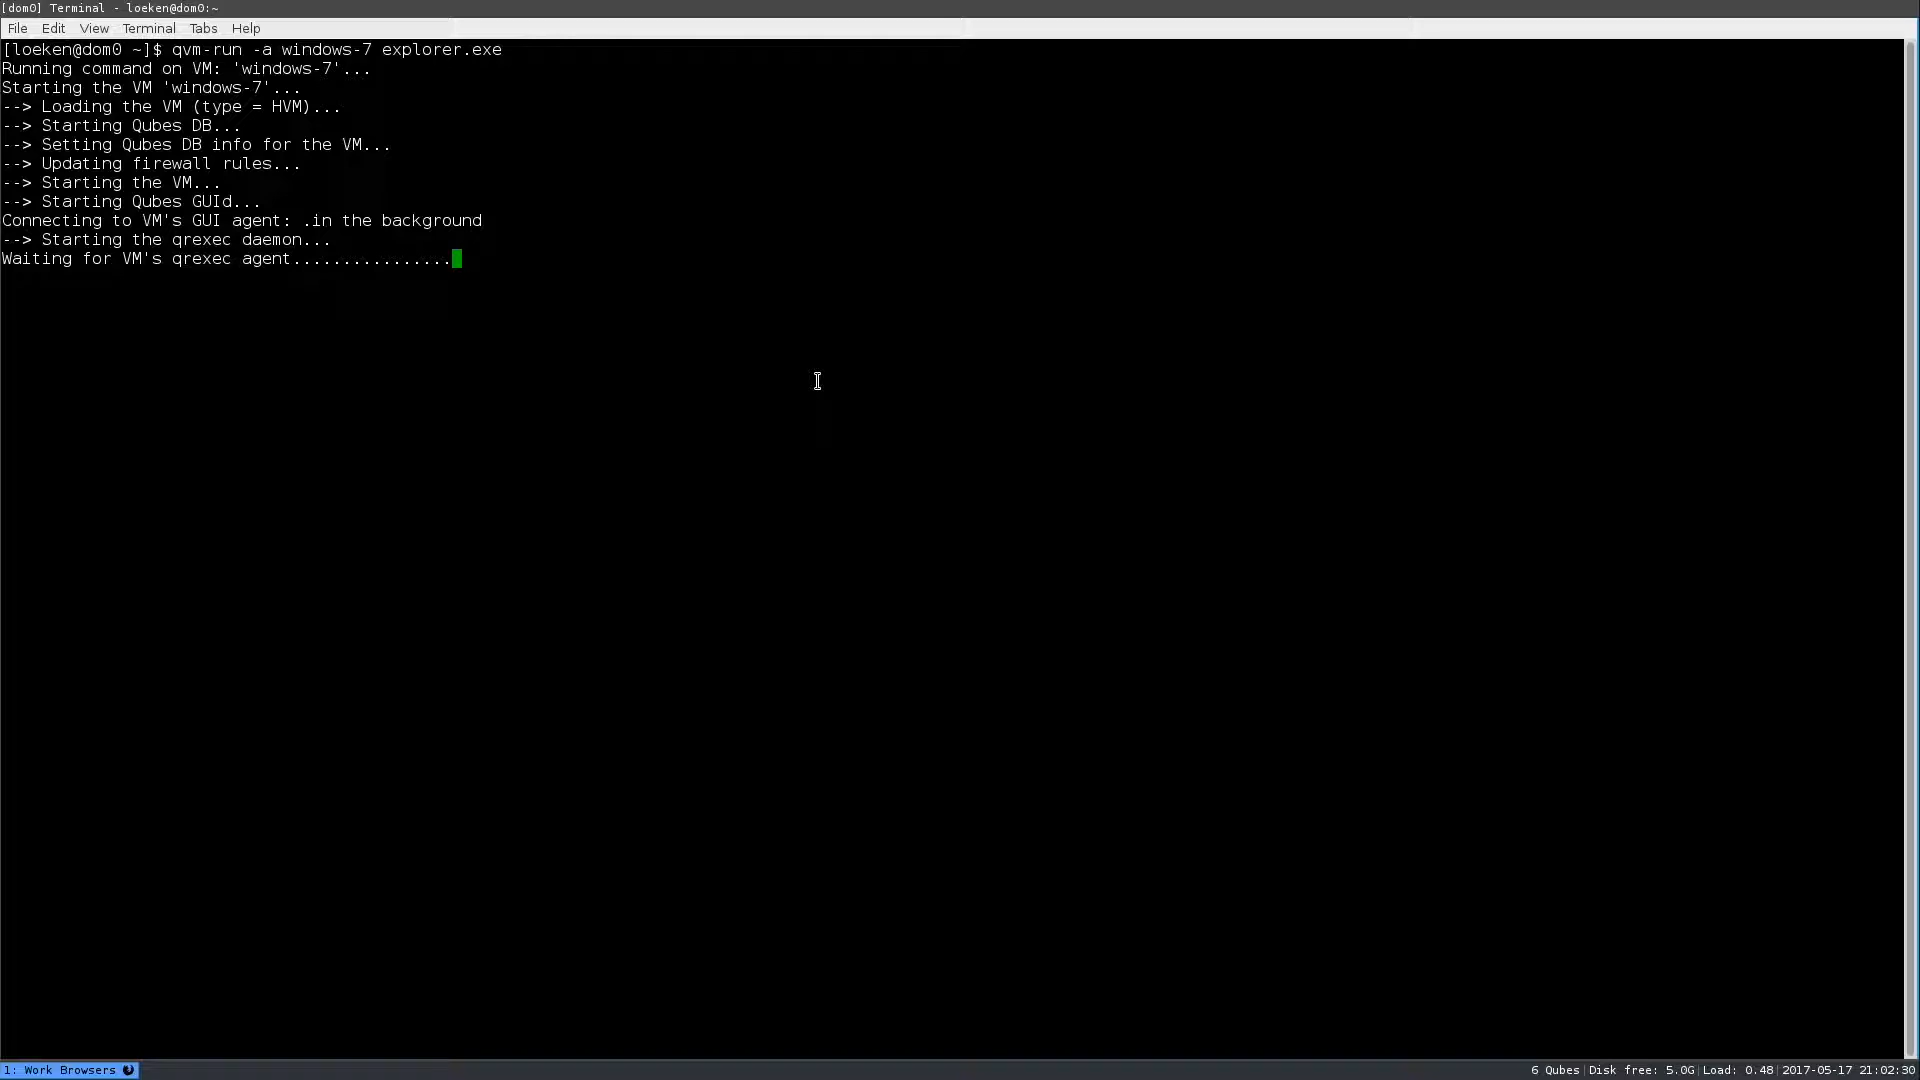 [dom0] Terminal - loeken@dom0:~
File Edit View Terminal Tabs Help
[loeken@dom0 ~]$ qvm-run -a windows-7 explorer.exe
Running command on VM: 'windows-7'...
Starting the VM 'windows-7'...
--> Loading the VM (type = HVM)...
--> Starting Qubes DB...
--> Setting Qubes DB info for the VM...
--> Updating firewall rules...
--> Starting the VM...
--> Starting Qubes GUId...
Connecting to VM's GUI agent: .in the background
--> Starting the qrexec daemon...
Waiting for VM's qrexec agent................
1: Work Browsers
6 Qubes|Disk free: 5.0G|Load: 0.48|2017-05-17 21:02:30